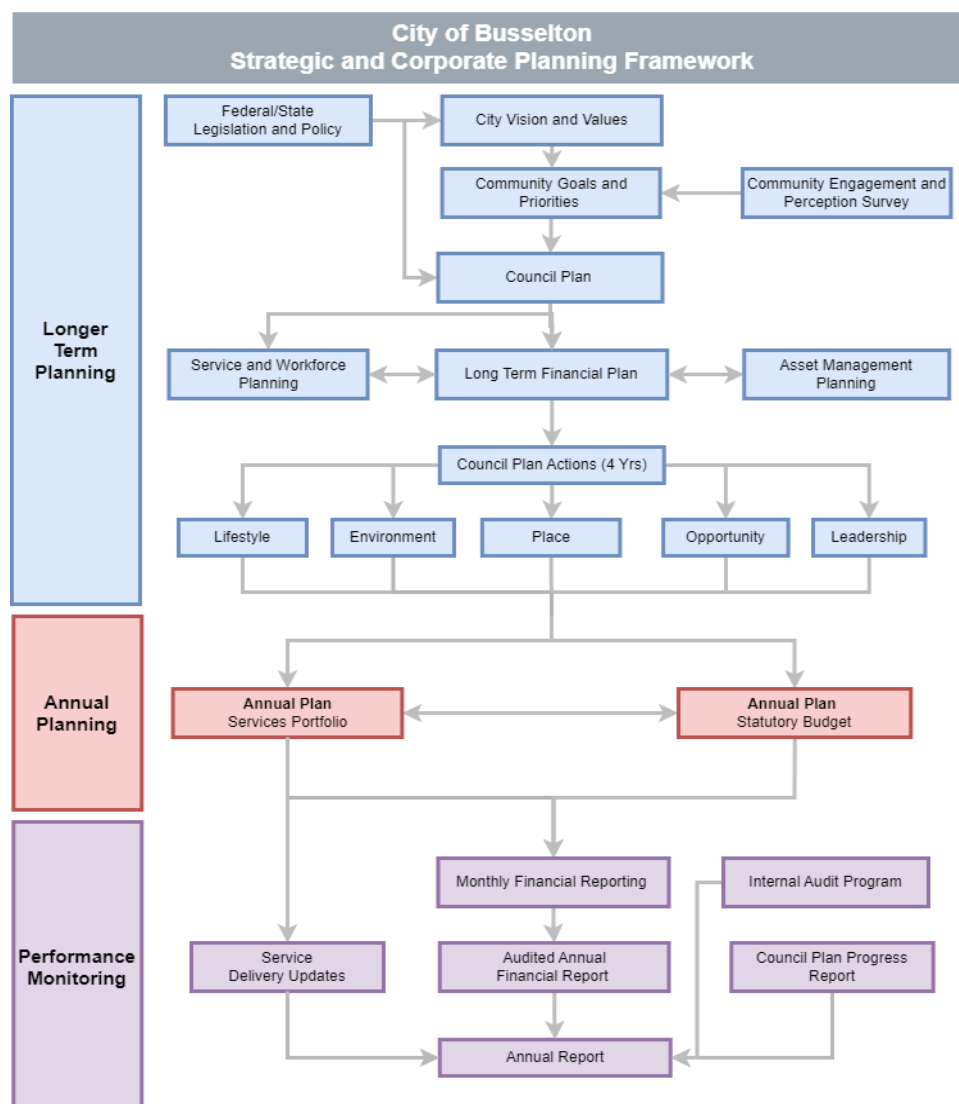 City of Busselton
Strategic and Corporate Planning Framework
Longer
Term
Planning
Federal/State
Legislation and Policy
City Vision and Values
Community Goals and
Priorities
Community Engagement and
Perception Survey
Council Plan
Service and Workforce
Planning
Long Term Financial Plan
Asset Management
Planning
Council Plan Actions (4 Yrs)
Lifestyle
Environment
Place
Opportunity
Leadership
Annual
Planning
Annual Plan
Services Portfolio
Annual Plan
Statutory Budget
Performance
Monitoring
Monthly Financial Reporting
Internal Audit Program
Service
Delivery Updates
Audited Annual
Financial Report
Council Plan Progress
Report
Annual Report